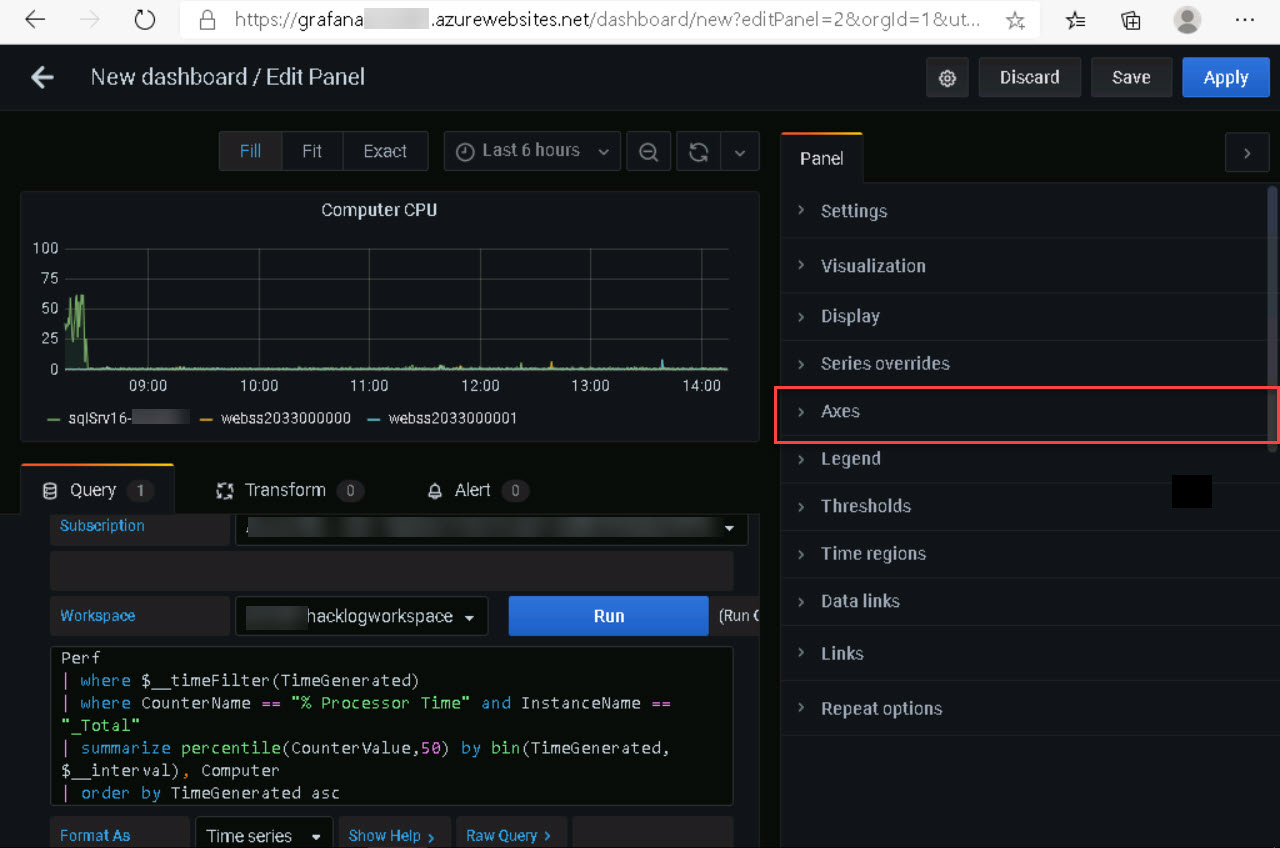 https://grafana .azurewebsites.net/dashboard/new?editPanel=2&orgId=1&ut...
New dashboard / Edit Panel
Discard
Save
Apply
Fill
Fit
Exact
Last 6 hours
Computer CPU
100
75
50
25
0
09:00 10:00 11:00 12:00 13:00 14:00
sqlSrv16- webss2033000000 webss2033000001
Query 1
Transform 0
Alert 0
Subscription
Workspace
hacklogworkspace
Run
(Run
Perf
| where $__timeFilter(TimeGenerated)
| where CounterName == "% Processor Time" and InstanceName ==
"_Total"
| summarize percentile(CounterValue,50) by bin(TimeGenerated,
$__interval), Computer
| order by TimeGenerated asc
Format As
Time series
Show Help
Raw Query
Panel
Settings
Visualization
Display
Series overrides
Axes
Legend
Thresholds
Time regions
Data links
Links
Repeat options